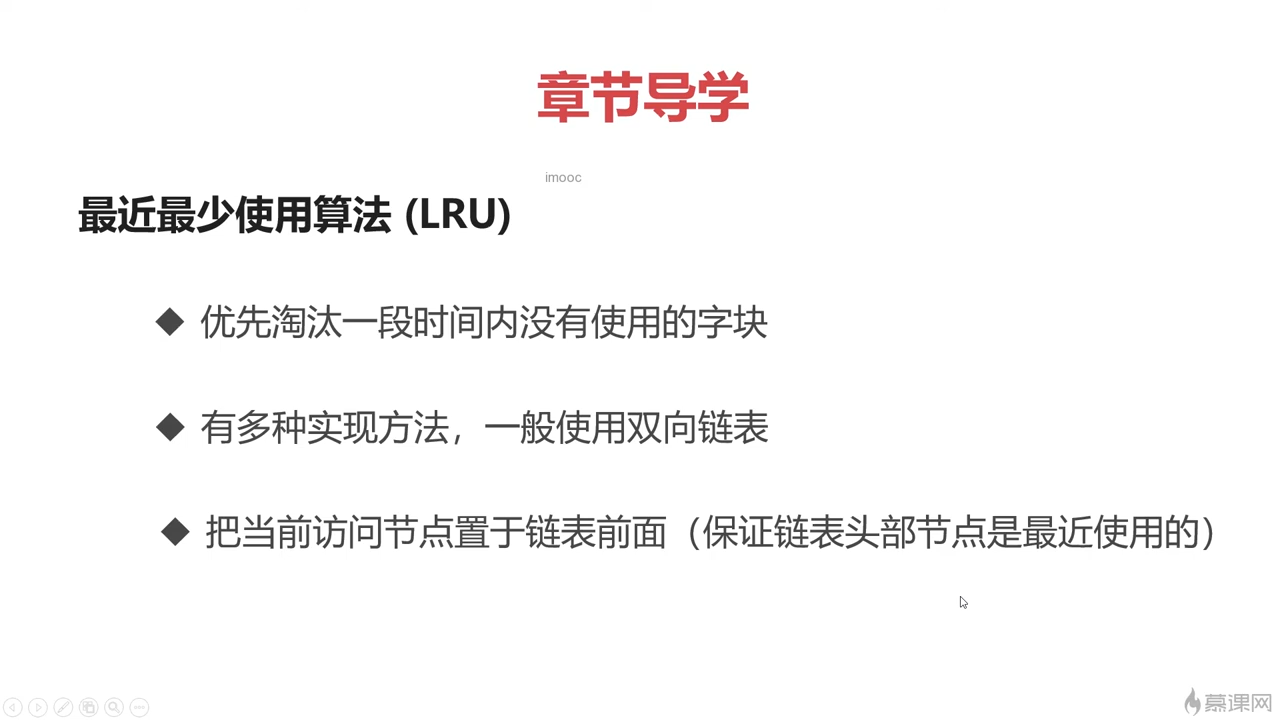 章节导学
imooc
最近最少使用算法 (LRU)
◆ 优先淘汰一段时间内没有使用的字块
◆ 有多种实现方法，一般使用双向链表
◆ 把当前访问节点置于链表前面（保证链表头部节点是最近使用的）
慕课网